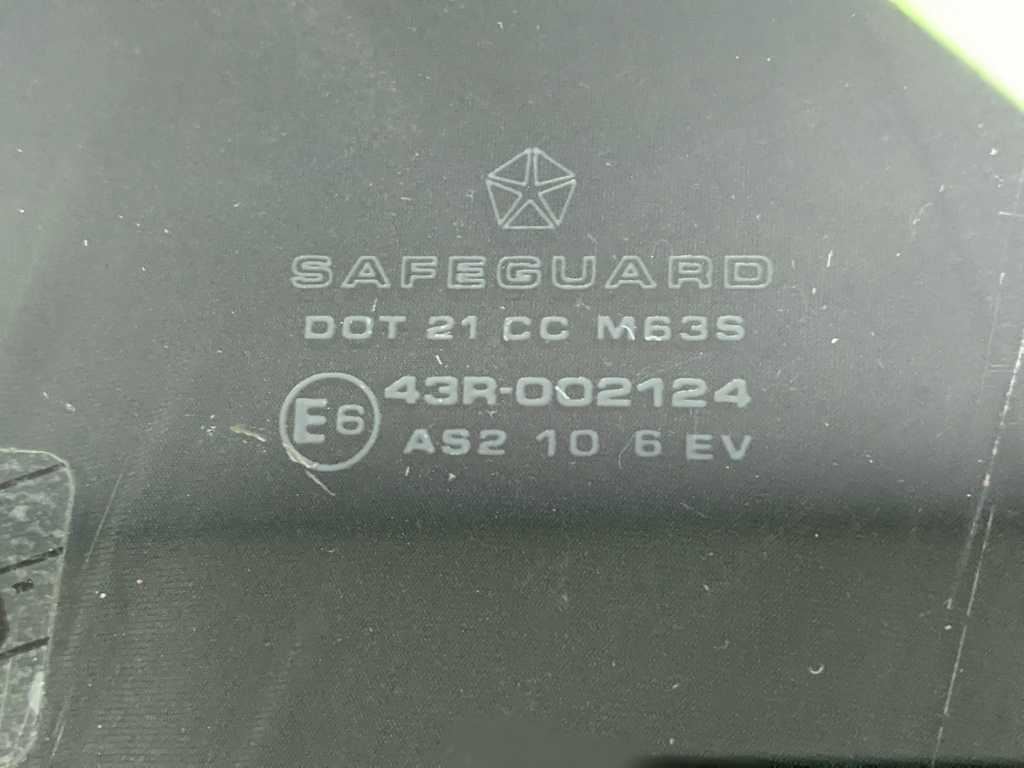 SAFEGUARD
DOT 21 CC M63S
E6 43R-002124
AS2 10 6 EV